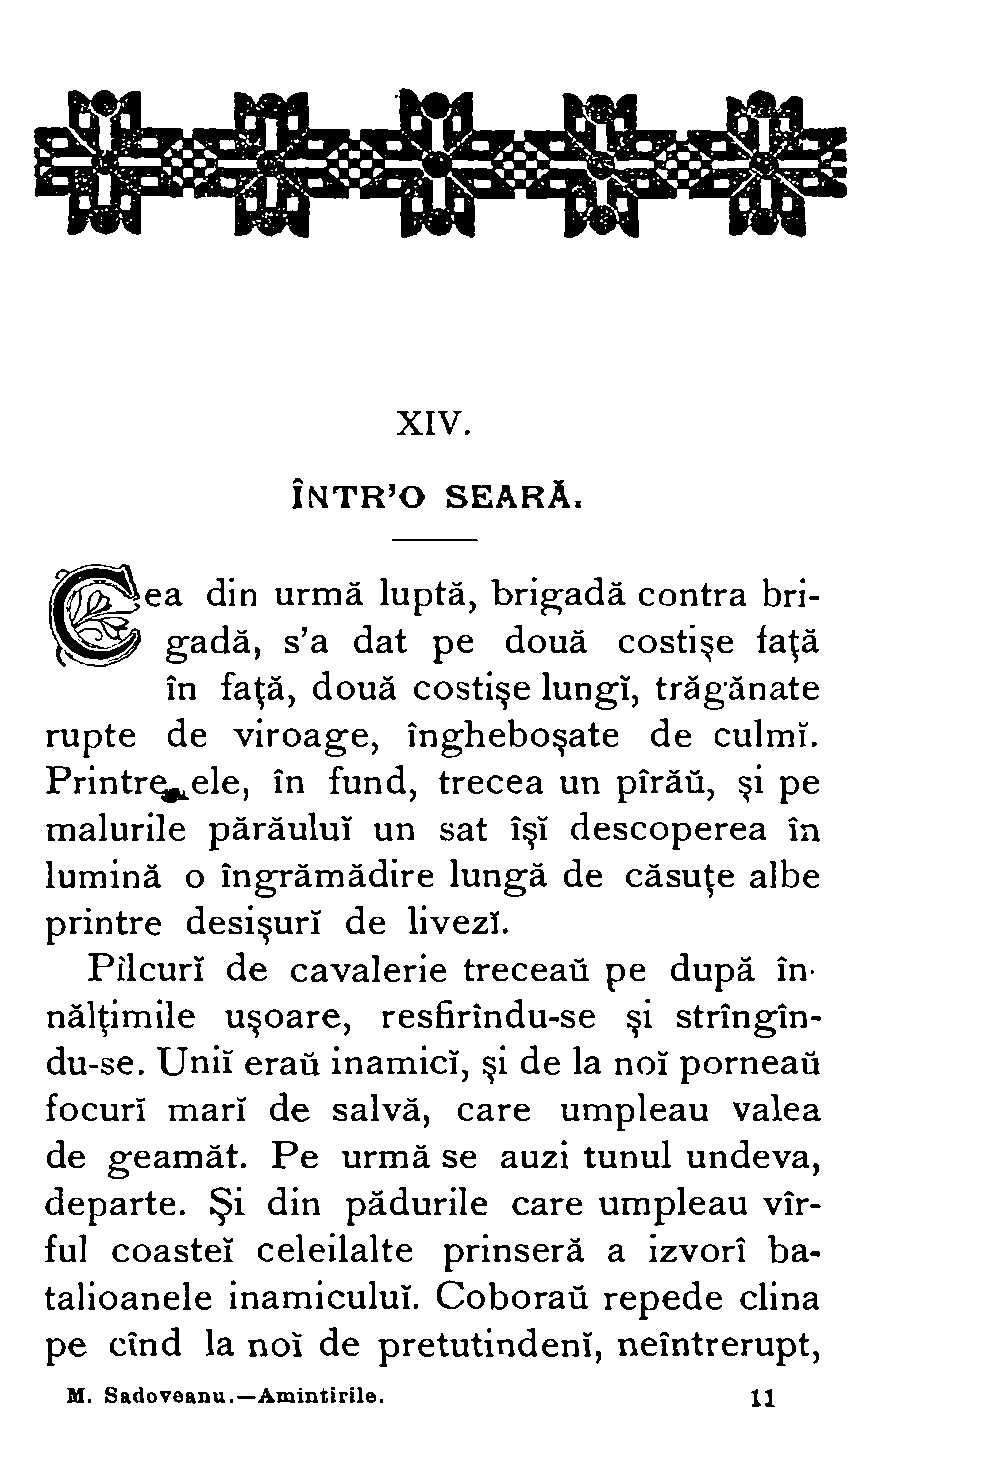 XIV.
ÎNTR’O SEARĂ.
Cea din urmă luptă, brigadă contra bri-
gadă, s’a dat pe două costişe faţă
în faţă, două costişe lungĭ, trăgănate
rupte de viroage, îngheboşate de culmĭ.
Printre ele, în fund, trecea un pîrăŭ, şi pe
malurile părăuluĭ un sat îşĭ descoperea în
lumină o îngrămădire lungă de căsuţe albe
printre desişurĭ de livezĭ.
Pîlcurĭ de cavalerie treceaŭ pe după în-
nălţimile uşoare, resfirîndu-se şi strîngîn-
du-se. Uniĭ eraŭ inamicĭ, şi de la noĭ porneaŭ
focurĭ marĭ de salvă, care umpleau valea
de geamăt. Pe urmă se auzi tunul undeva,
departe. Şi din pădurile care umpleau vîr-
ful coasteĭ celeilalte prinseră a izvorî ba-
talioanele inamiculuĭ. Coboraŭ repede clina
pe cînd la noĭ de pretutindenĭ, neîntrerupt,
M. Sadoveanu.—Amintirile. 11